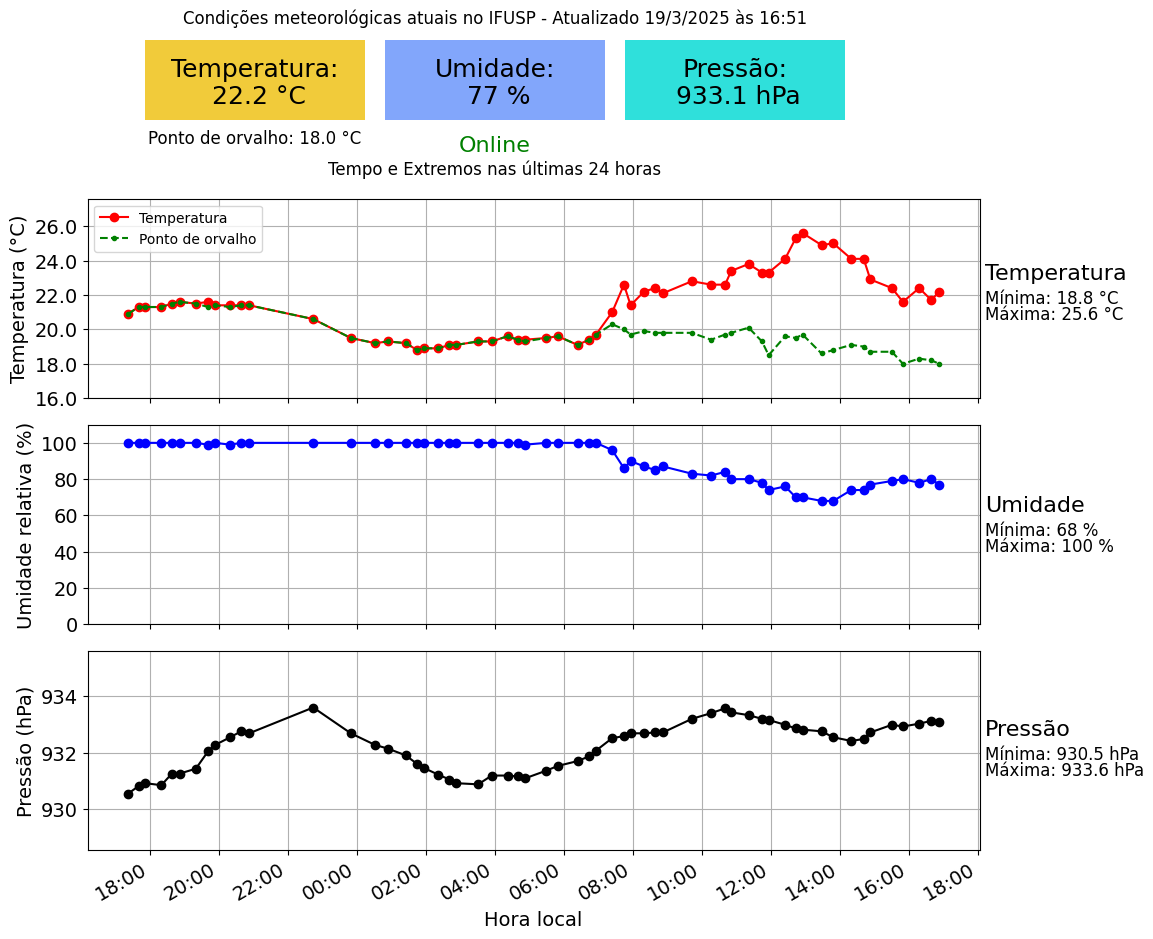 Condições meteorológicas atuais no IFUSP - Atualizado 19/3/2025 às 16:51
Temperatura:
22.2 °C
Umidade:
77 %
Pressão:
933.1 hPa
Ponto de orvalho: 18.0 °C
Online
Tempo e Extremos nas últimas 24 horas
Temperatura (°C)
26.0
24.0
22.0
20.0
18.0
16.0
Temperatura
Ponto de orvalho
Temperatura
Mínima: 18.8 °C
Máxima: 25.6 °C
Umidade relativa (%)
100
80
60
40
20
0
Umidade
Mínima: 68 %
Máxima: 100 %
Pressão (hPa)
934
932
930
Pressão
Mínima: 930.5 hPa
Máxima: 933.6 hPa
18:00 20:00 22:00 00:00 02:00 04:00 06:00 08:00 10:00 12:00 14:00 16:00 18:00
Hora local